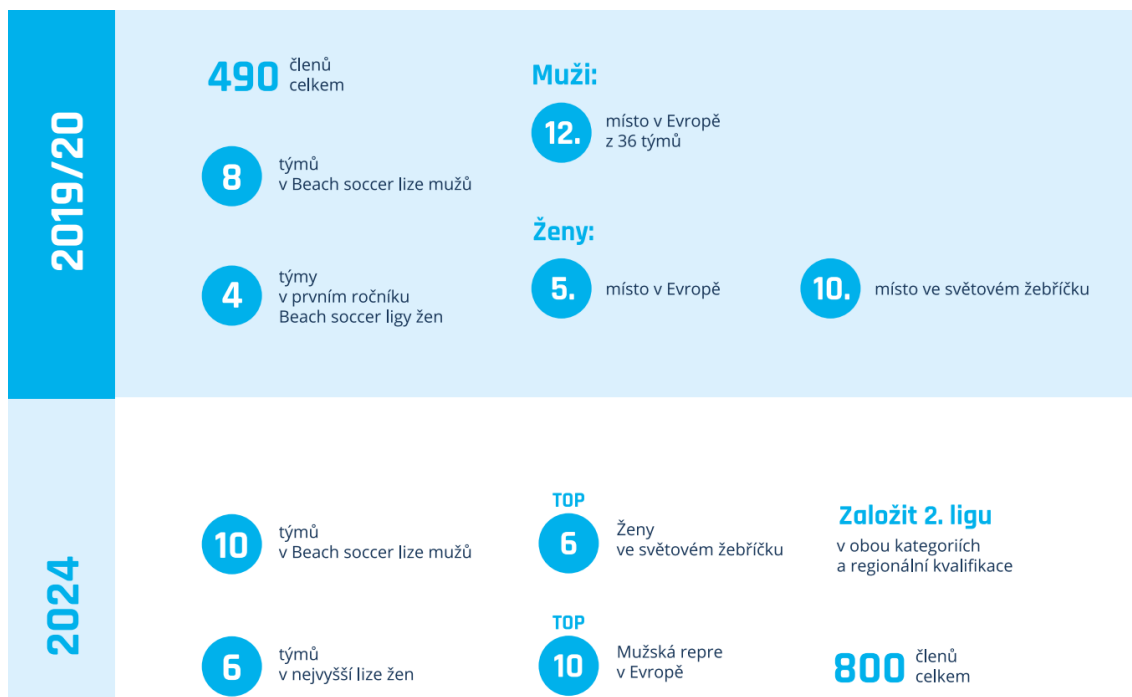 2019/20
490
členů
celkem
8
týmů
v Beach soccer lize mužů
4
týmy
v prvním ročníku
Beach soccer ligy žen
Muži:
12.
místo v Evropě
z 36 týmů
Ženy:
5.
místo v Evropě
10.
místo ve světovém žebříčku
2024
10
týmů
v Beach soccer lize mužů
6
týmů
v nejvyšší lize žen
TOP
6
Ženy
ve světovém žebříčku
TOP
10
Mužská repre
v Evropě
Založit 2. ligu
v obou kategoriích
a regionální kvalifikace
800
členů
celkem